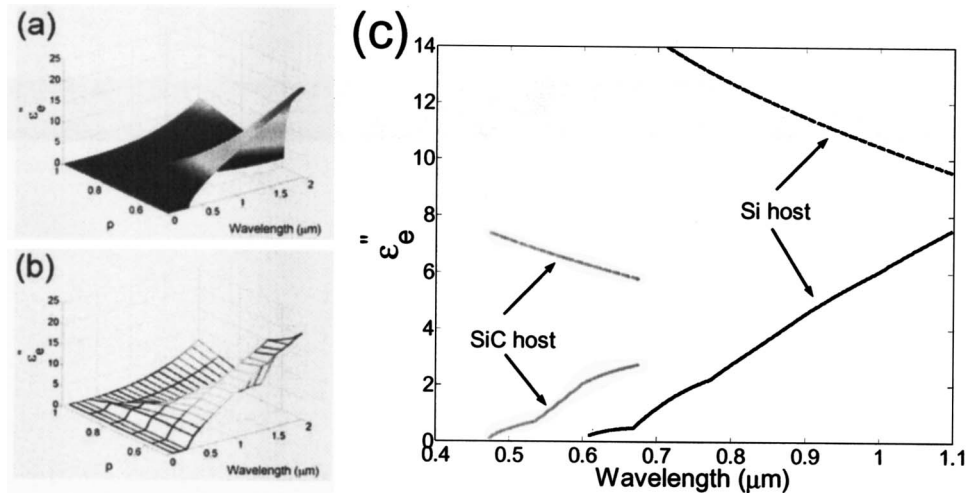 (a)
25
20
15
10
5
0
ε"e
1
0.8
0.6
ρ
0
0.5
1
1.5
2
Wavelength (μm)
(b)
25
20
15
10
5
0
ε"e
1
0.8
0.6
ρ
0
0.5
1
1.5
2
Wavelength (μm)
(c)
14
12
10
8
6
4
2
0
ε"e
Si host
SiC host
0.4 0.5 0.6 0.7 0.8 0.9 1 1.1
Wavelength (μm)